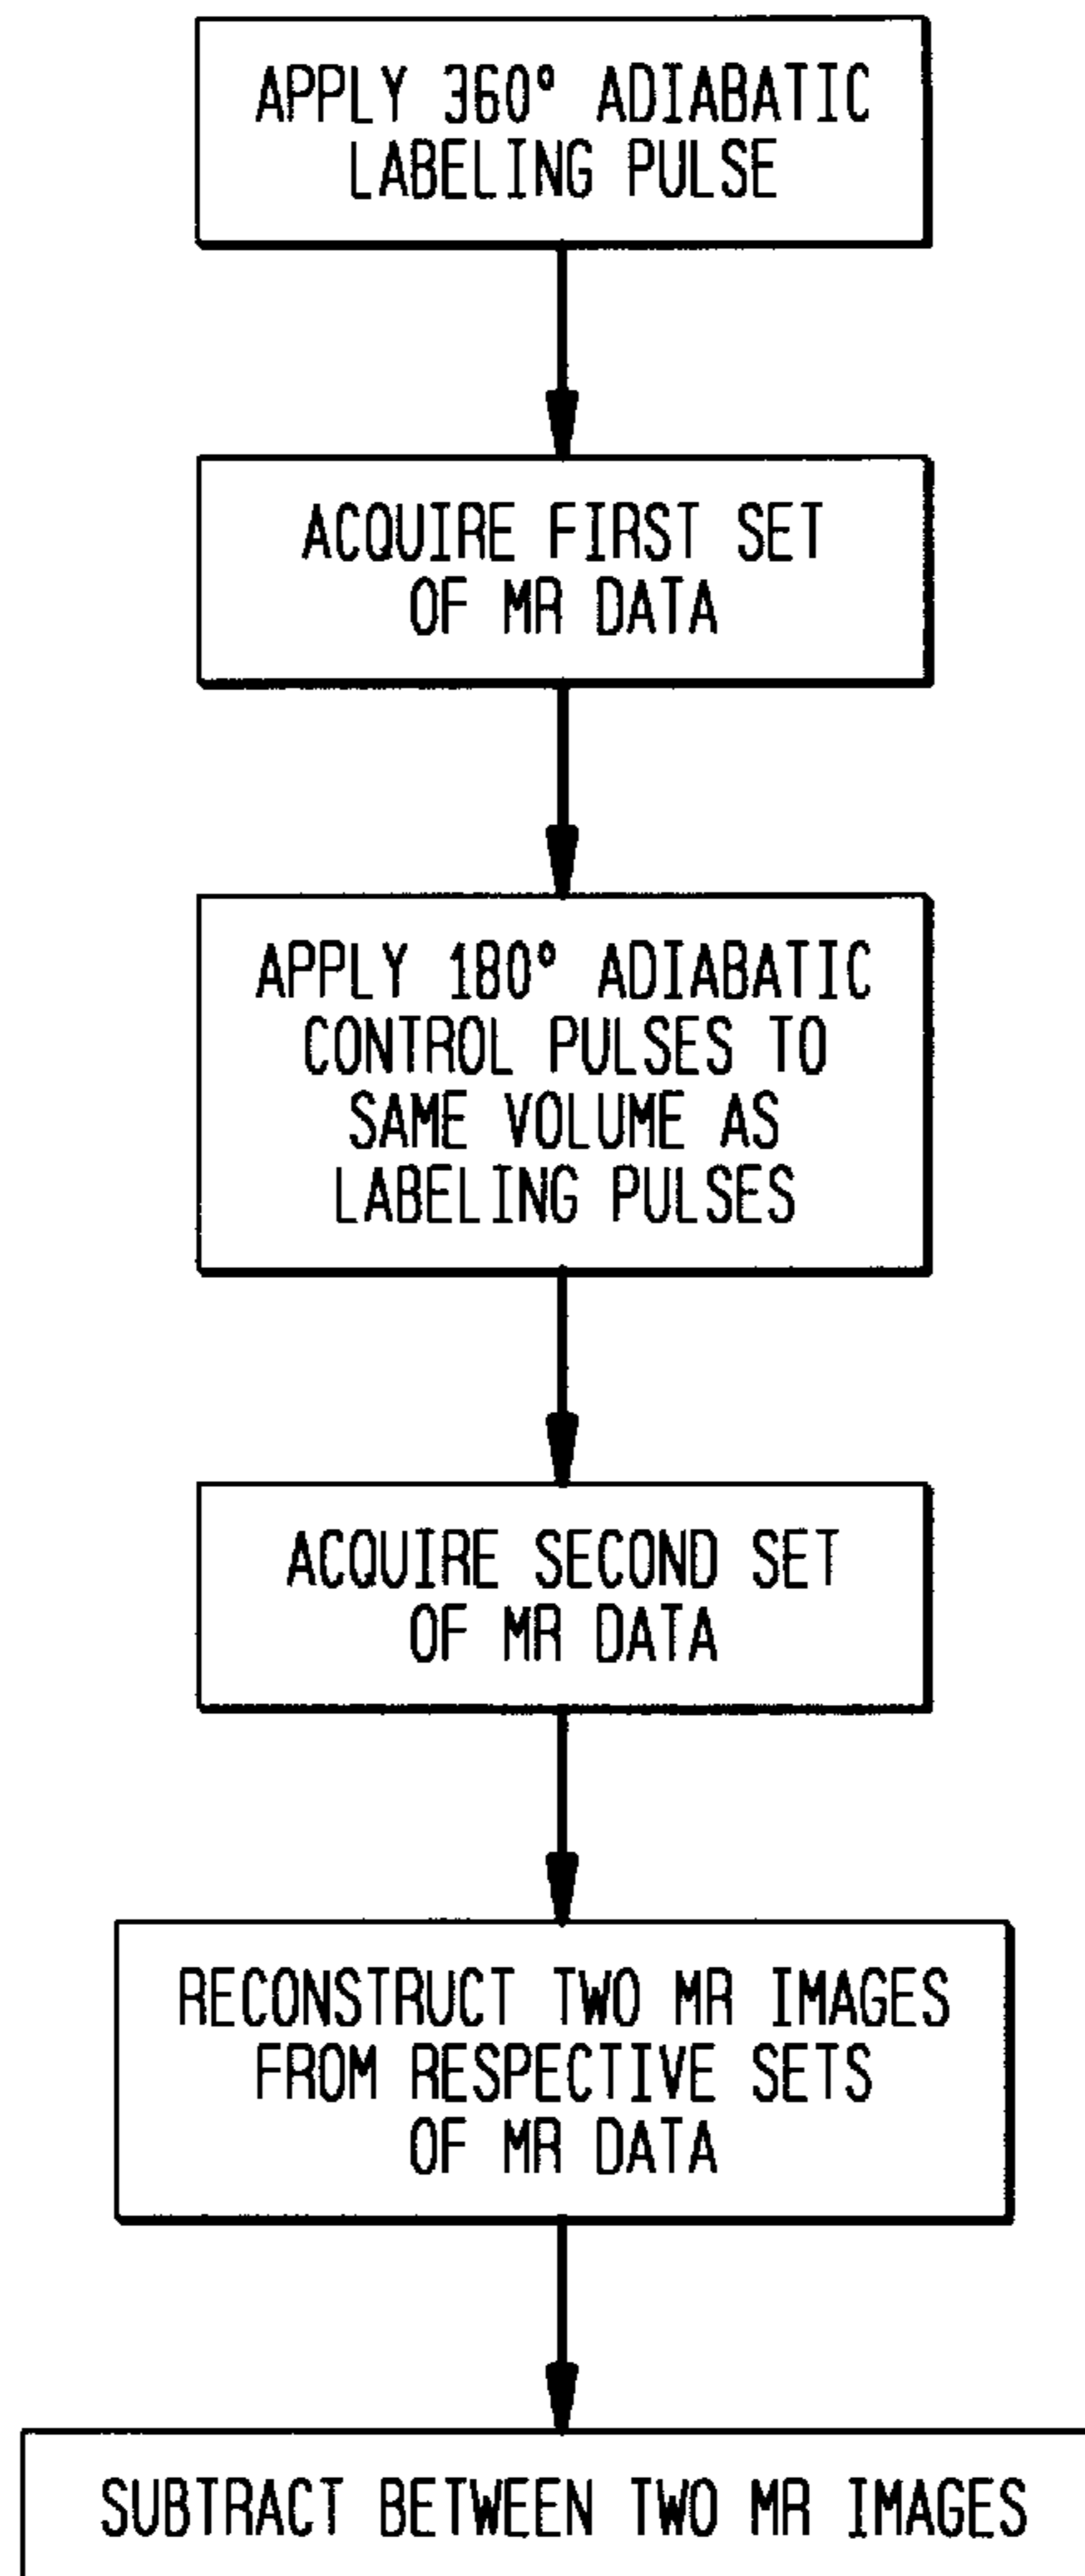 APPLY 360° ADIABATIC
LABELING PULSE
ACQUIRE FIRST SET
OF MR DATA
APPLY 180° ADIABATIC
CONTROL PULSES TO
SAME VOLUME AS
LABELING PULSES
ACQUIRE SECOND SET
OF MR DATA
RECONSTRUCT TWO MR IMAGES
FROM RESPECTIVE SETS
OF MR DATA
SUBTRACT BETWEEN TWO MR IMAGES